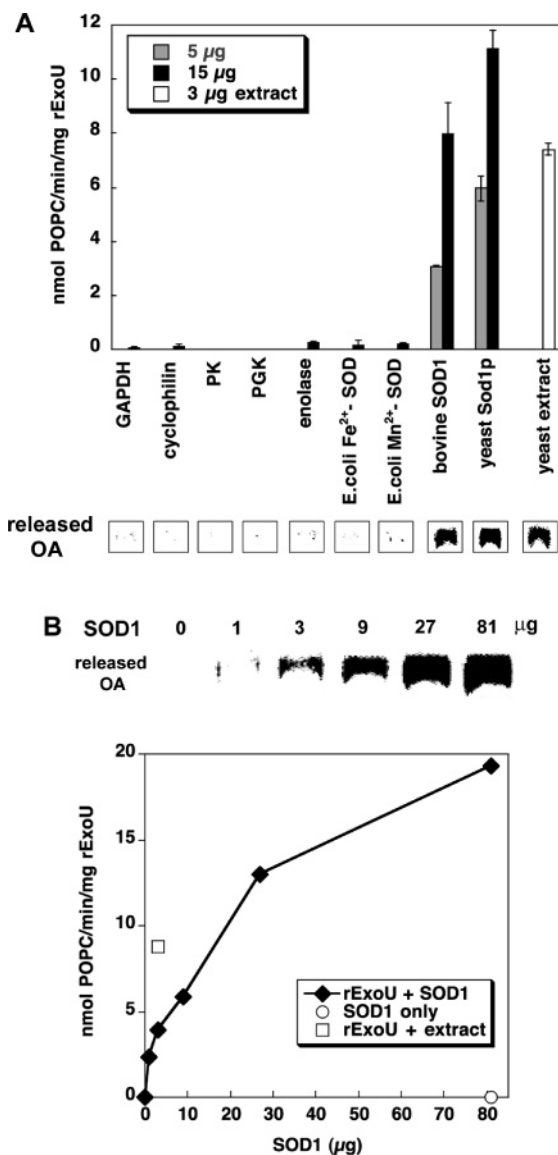 A
5 µg
15 µg
3 µg extract
nmol POPC/min/mg rExoU
12
10
8
6
4
2
0
GAPDH
cyclophilin
PK
PGK
enolase
E.coli Fe²⁺- SOD
E.coli Mn²⁺- SOD
bovine SOD1
yeast Sod1p
yeast extract
released
OA
B SOD1 0 1 3 9 27 81 µg
released
OA
nmol POPC/min/mg rExoU
20
15
10
5
0
rExoU + SOD1
SOD1 only
rExoU + extract
0 10 20 30 40 50 60 70 80
SOD1 (µg)